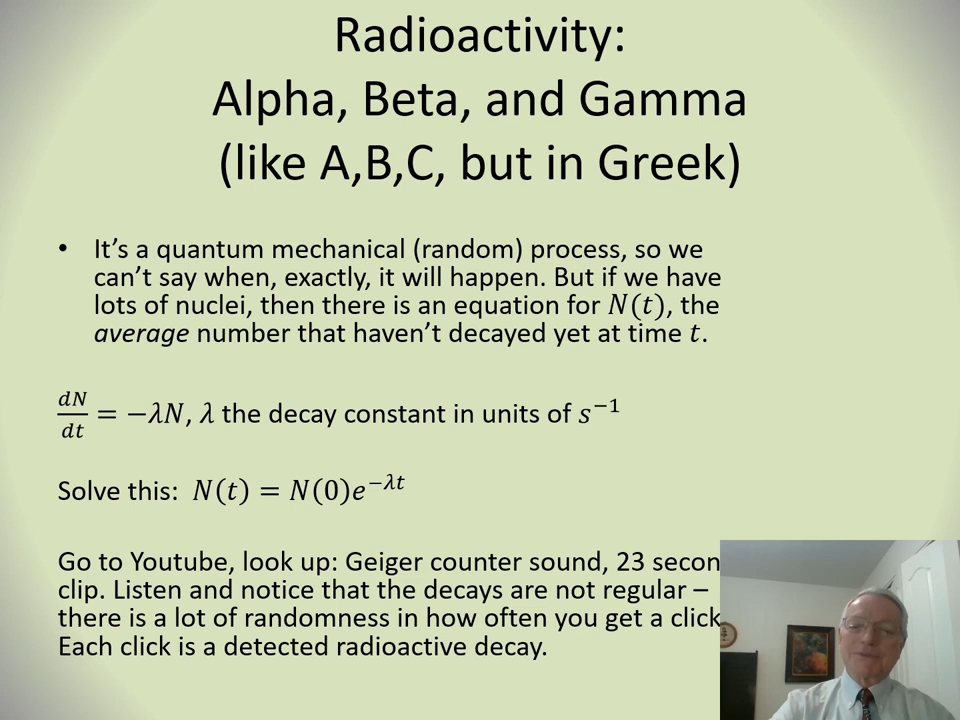 Radioactivity:
Alpha, Beta, and Gamma
(like A,B,C, but in Greek)
• It’s a quantum mechanical (random) process, so we
can’t say when, exactly, it will happen. But if we have
lots of nuclei, then there is an equation for N(t), the
average number that haven’t decayed yet at time t.
dN/dt = −λN, λ the decay constant in units of s⁻¹
Solve this: N(t) = N(0)e^{−λt}
Go to Youtube, look up: Geiger counter sound, 23 secon
clip. Listen and notice that the decays are not regular –
there is a lot of randomness in how often you get a click
Each click is a detected radioactive decay.